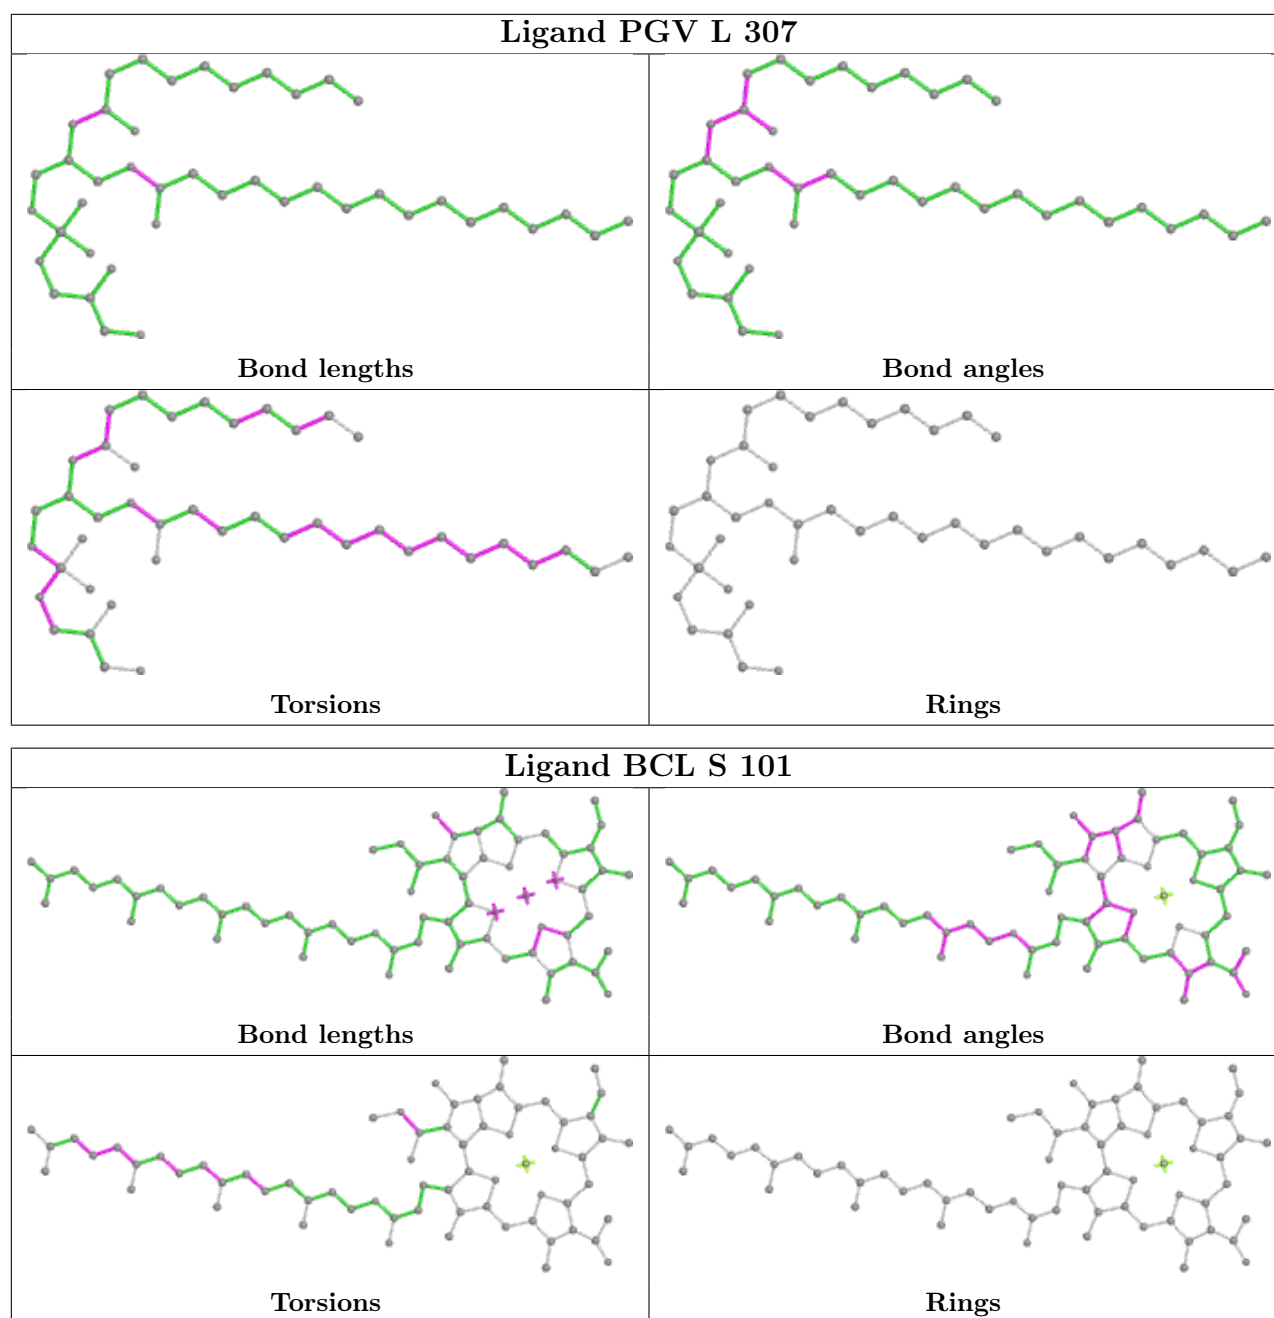 Ligand PGV L 307
Bond lengths
Bond angles
Torsions
Rings
Ligand BCL S 101
Bond lengths
Bond angles
Torsions
Rings